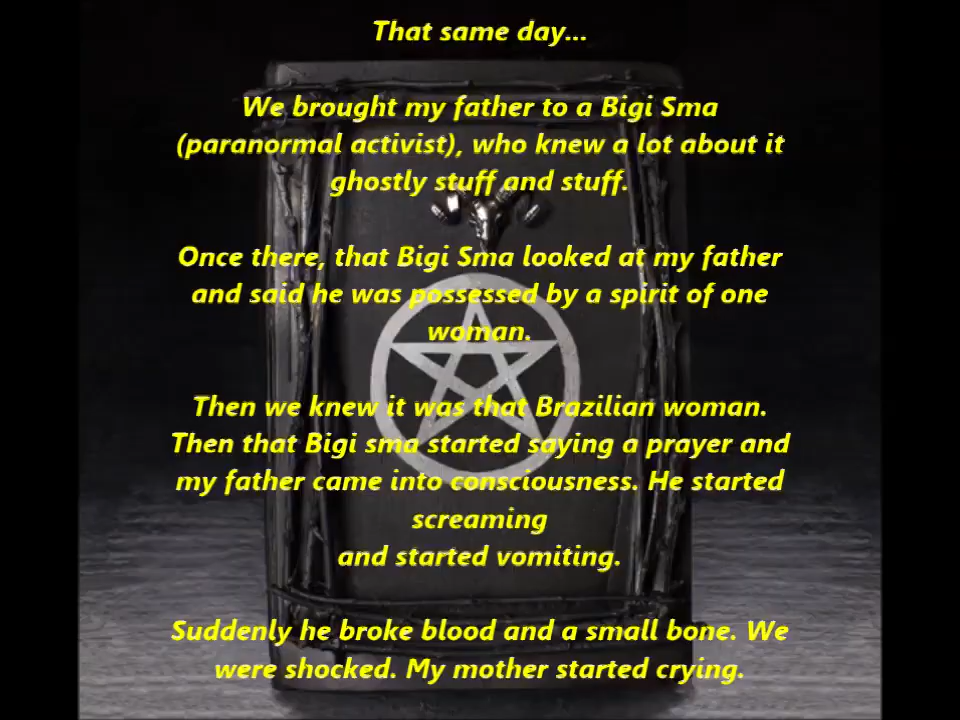 That same day...
We brought my father to a Bigi Sma
(paranormal activist), who knew a lot about it
ghostly stuff and stuff.
Once there, that Bigi Sma looked at my father
and said he was possessed by a spirit of one
woman.
Then we knew it was that Brazilian woman.
Then that Bigi sma started saying a prayer and
my father came into consciousness. He started
screaming
and started vomiting.
Suddenly he broke blood and a small bone. We
were shocked. My mother started crying.